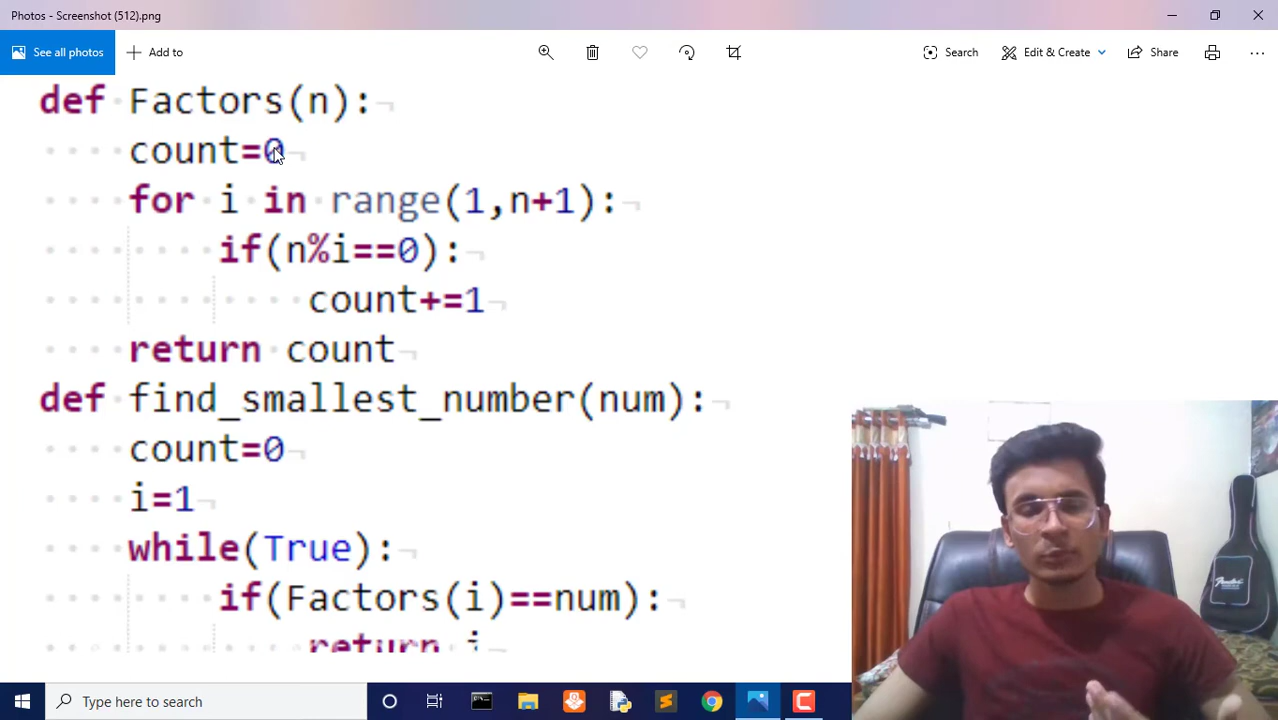 Photos - Screenshot (512).png
See all photos
Add to
Search
Edit & Create
Share
def Factors(n):
count=0
for i in range(1,n+1):
if(n%i==0):
count+=1
return count
def find_smallest_number(num):
count=0
i=1
while(True):
if(Factors(i)==num):
return i
Type here to search